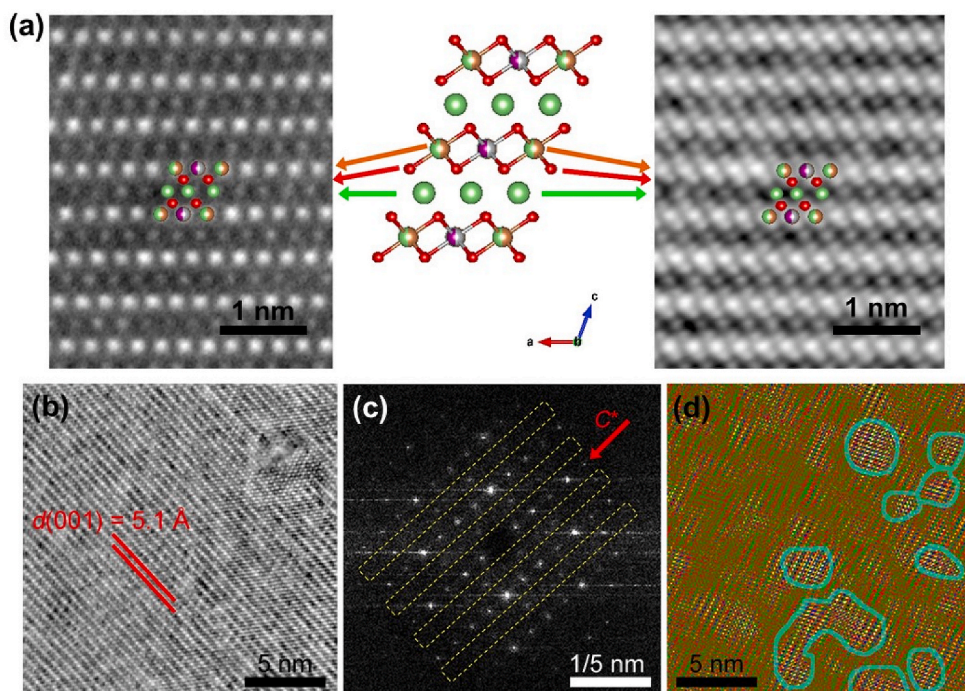 (a)
1 nm
c
a
b
1 nm
(b)
d(001) = 5.1 Å
5 nm
(c)
C*
1/5 nm
(d)
5 nm